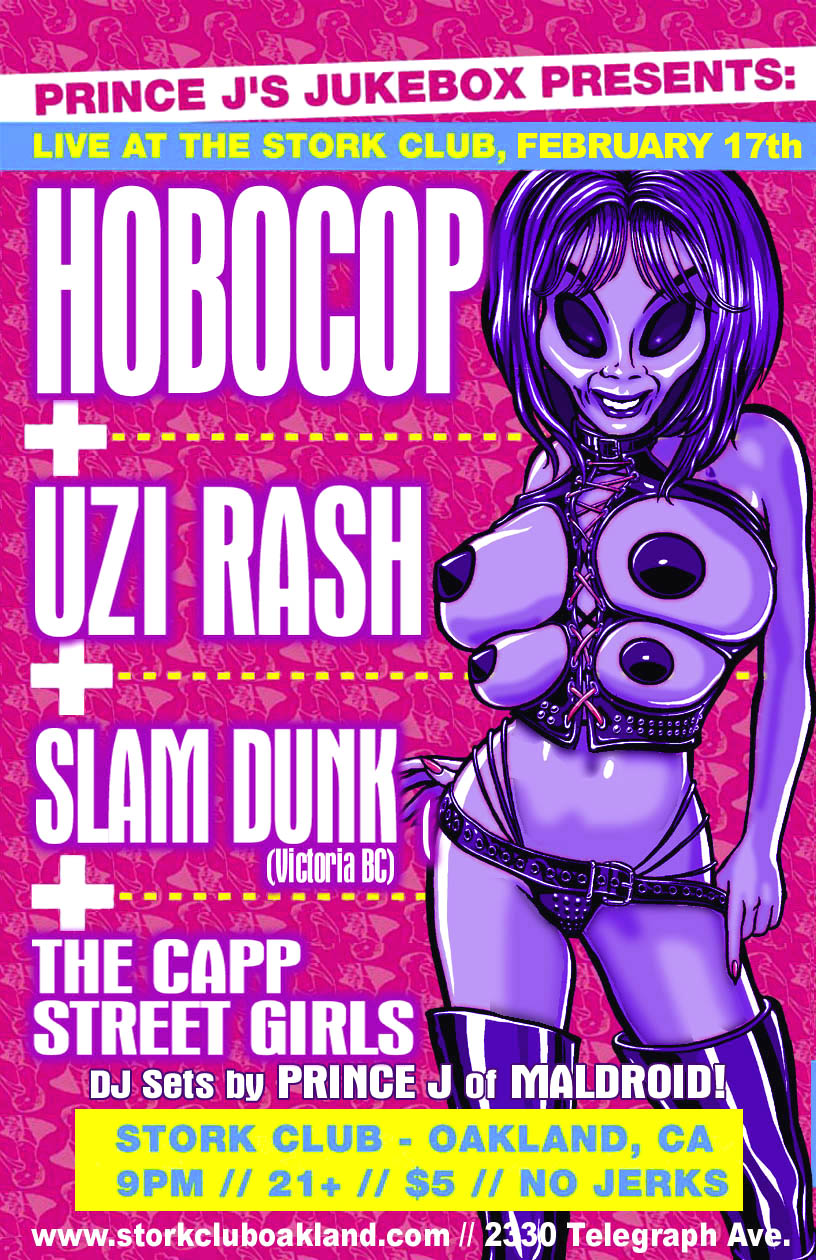 PRINCE J'S JUKEBOX PRESENTS:
LIVE AT THE STORK CLUB, FEBRUARY 17th
HOBOCOP
+
UZI RASH
+
SLAM DUNK
(Victoria BC)
+
THE CAPP
STREET GIRLS
DJ Sets by PRINCE J of MALDROID!
STORK CLUB - OAKLAND, CA
9PM // 21+ // $5 // NO JERKS
www.storkcluboakland.com // 2330 Telegraph Ave.